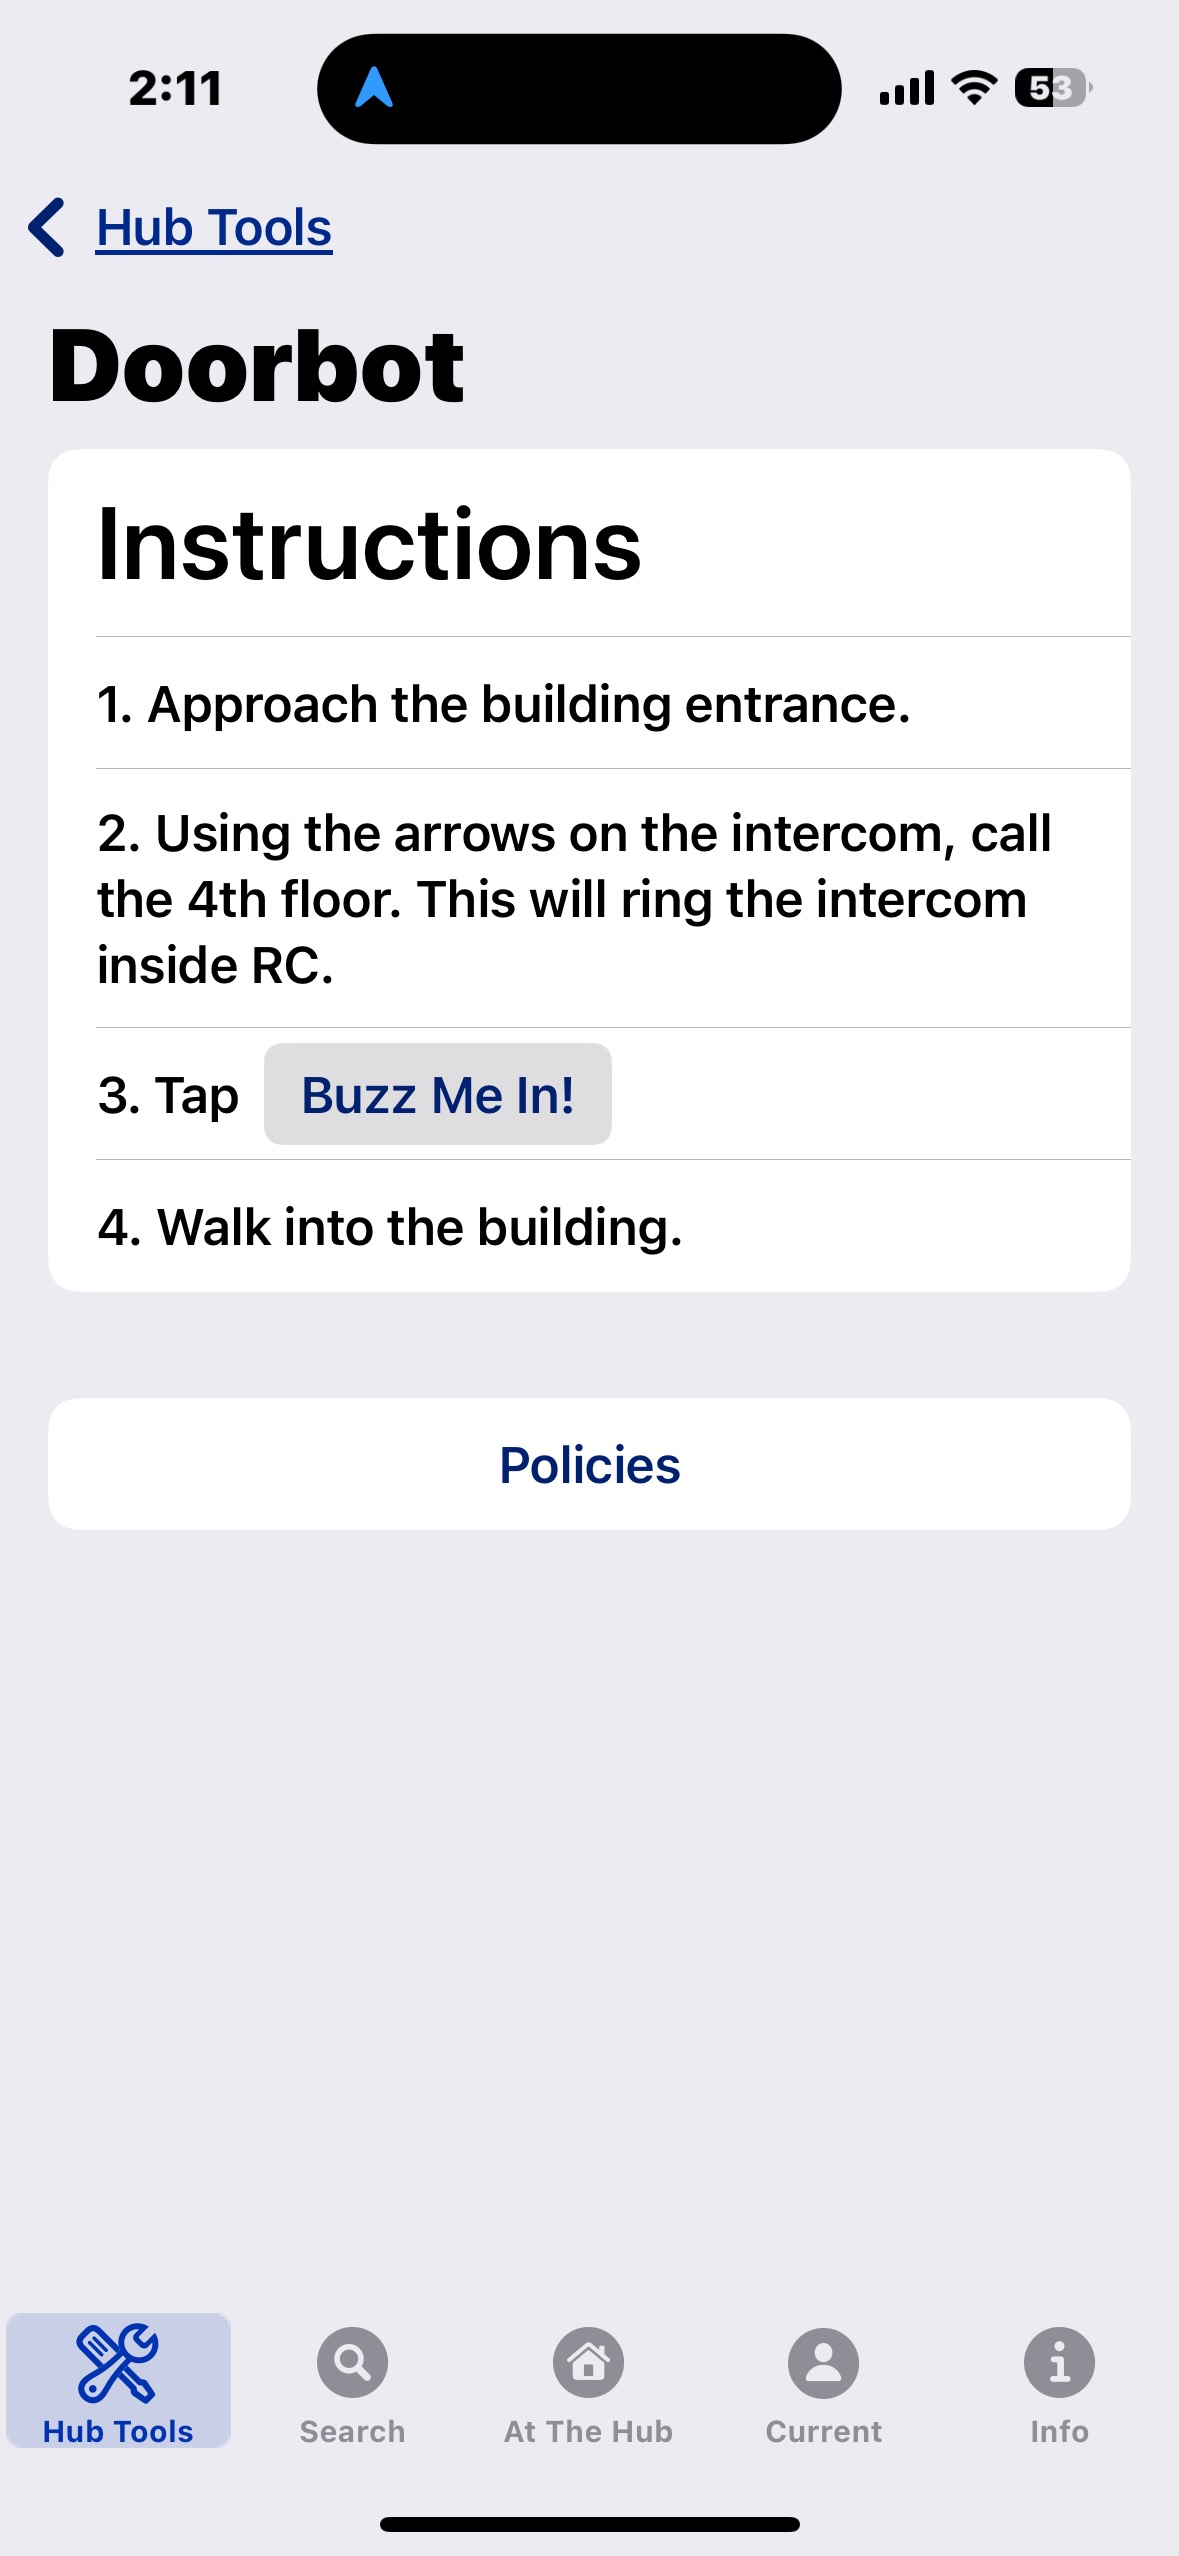 2:11
53
Hub Tools
Doorbot
Instructions
1. Approach the building entrance.
2. Using the arrows on the intercom, call
the 4th floor. This will ring the intercom
inside RC.
3. Tap Buzz Me In!
4. Walk into the building.
Policies
Hub Tools Search At The Hub Current Info